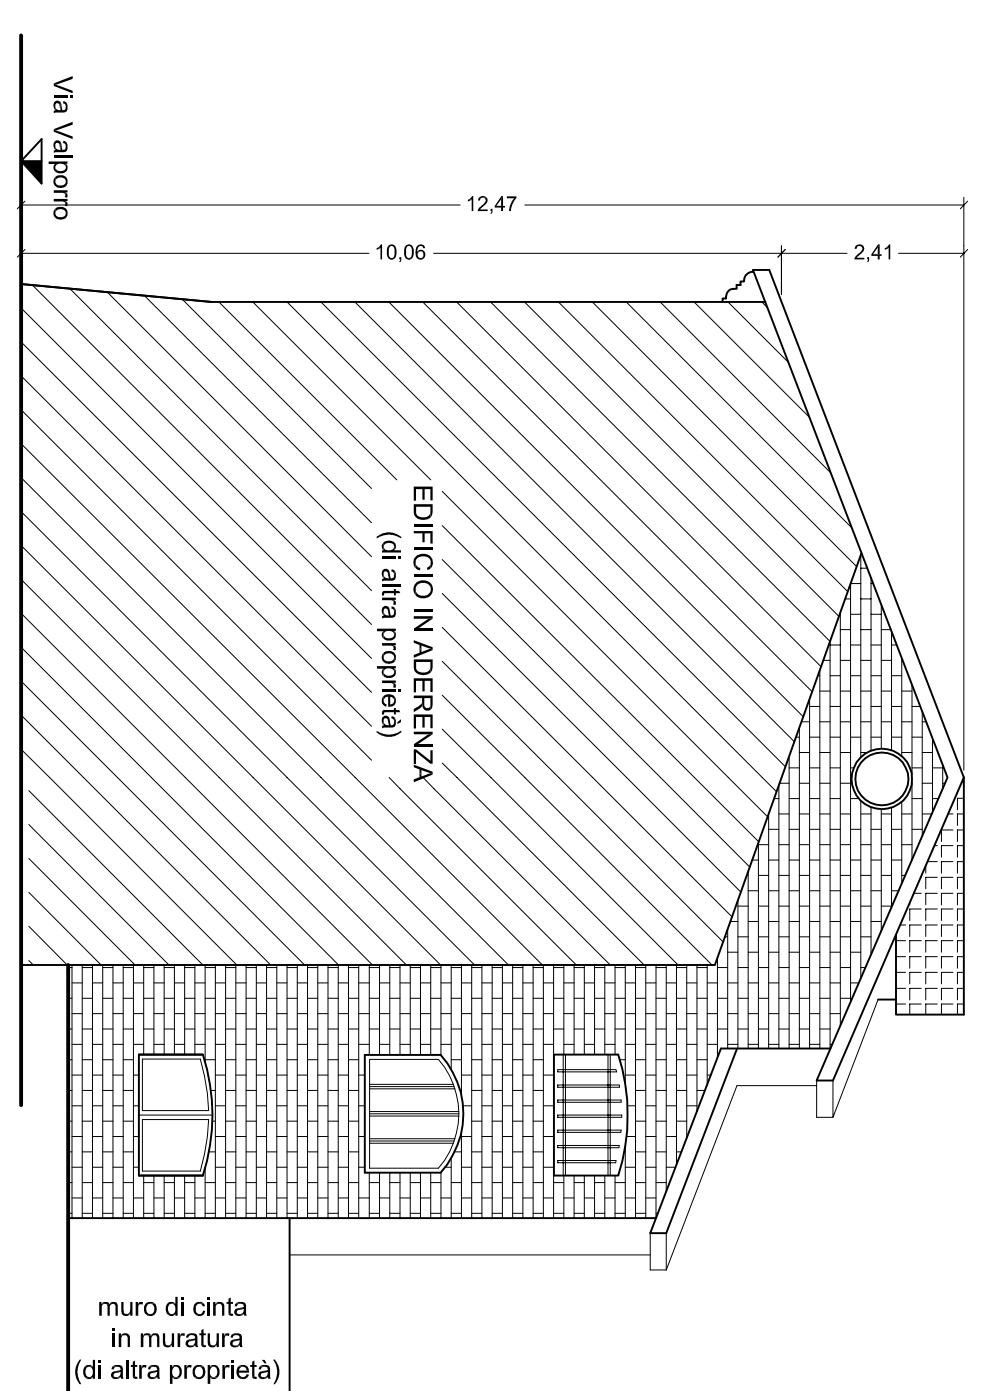 Via Valporro
12,47
10,06
2,41
EDIFICIO IN ADERENZA
(di altra proprietà)
muro di cinta
in muratura
(di altra proprietà)